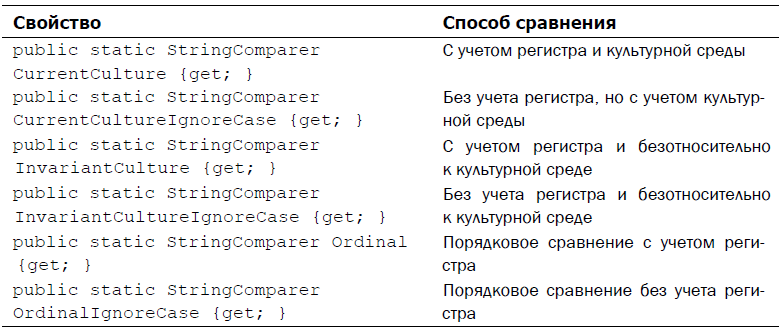 Свойство Способ сравнения
public static StringComparer С учетом регистра и культурной среды
CurrentCulture {get; }
public static StringComparer Без учета регистра, но с учетом культур-
CurrentCultureIgnoreCase {get; } ной среды
public static StringComparer С учетом регистра и безотносительно
InvariantCulture {get; } к культурной среде
public static StringComparer Без учета регистра и безотносительно
InvariantCultureIgnoreCase {get; } к культурной среде
public static StringComparer Ordinal Порядковое сравнение с учетом реги-
{get; } стра
public static StringComparer Порядковое сравнение без учета реги-
OrdinalIgnoreCase {get; } стра